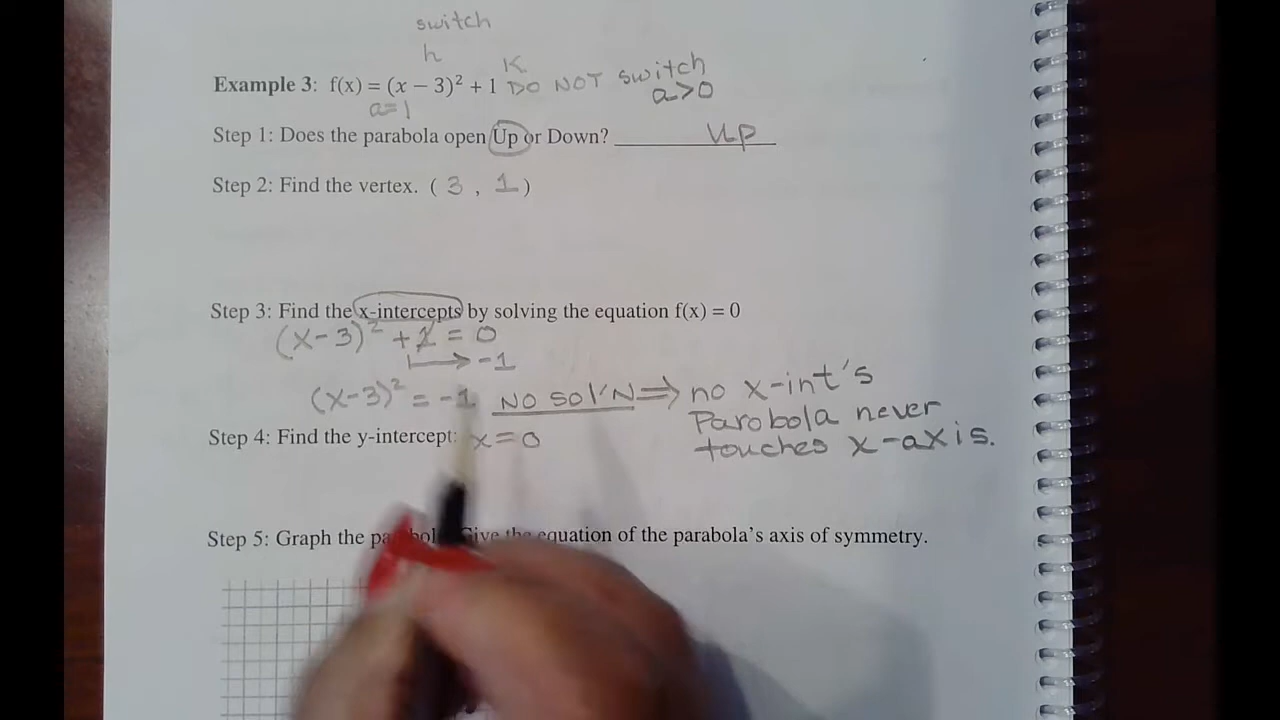 switch
h
K
Example 3: f(x) = (x − 3)² + 1 DO NOT switch
a=1
a>0
Step 1: Does the parabola open Up or Down? Up
Step 2: Find the vertex. ( 3 , 1 )
Step 3: Find the x-intercepts by solving the equation f(x) = 0
(x-3)² + 1 = 0
→ -1
(x-3)² = -1 NO SOL'N ⇒ no x-int's
Parobola never
Step 4: Find the y-intercept: x=0
touches x-axis.
Step 5: Graph the Give the equation of the parabola's axis of symmetry.